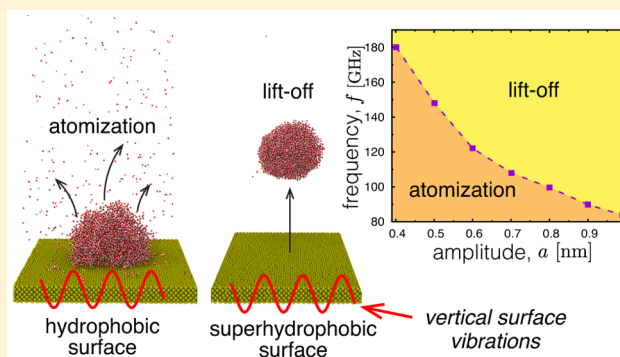 atomization
hydrophobic
surface
lift-off
superhydrophobic
surface
vertical surface
vibrations
frequency, f [GHz]
180
160
140
120
100
80
lift-off
atomization
0.4 0.5 0.6 0.7 0.8 0.9
amplitude, a [nm]